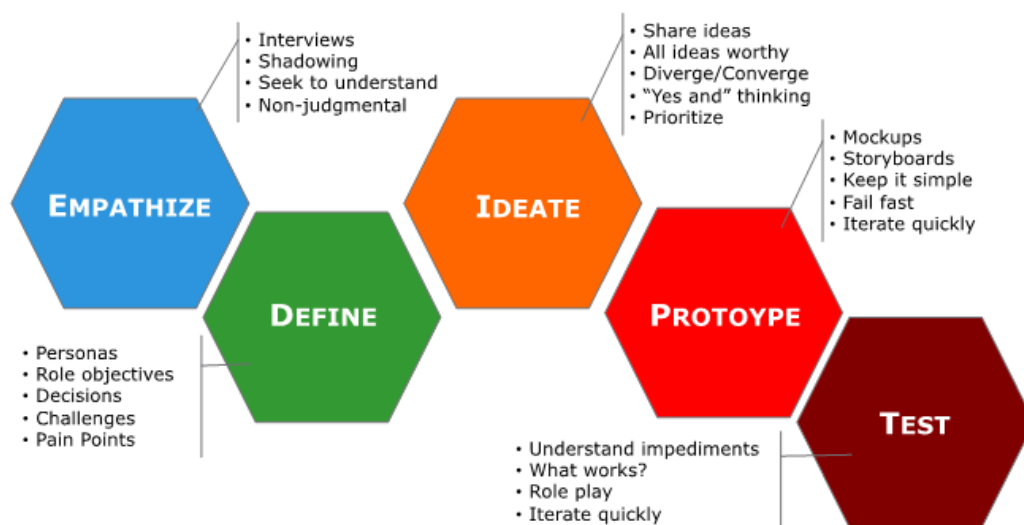 EMPATHIZE
• Interviews
• Shadowing
• Seek to understand
• Non-judgmental
DEFINE
• Personas
• Role objectives
• Decisions
• Challenges
• Pain Points
IDEATE
• Share ideas
• All ideas worthy
• Diverge/Converge
• “Yes and” thinking
• Prioritize
PROTOYPE
• Mockups
• Storyboards
• Keep it simple
• Fail fast
• Iterate quickly
TEST
• Understand impediments
• What works?
• Role play
• Iterate quickly